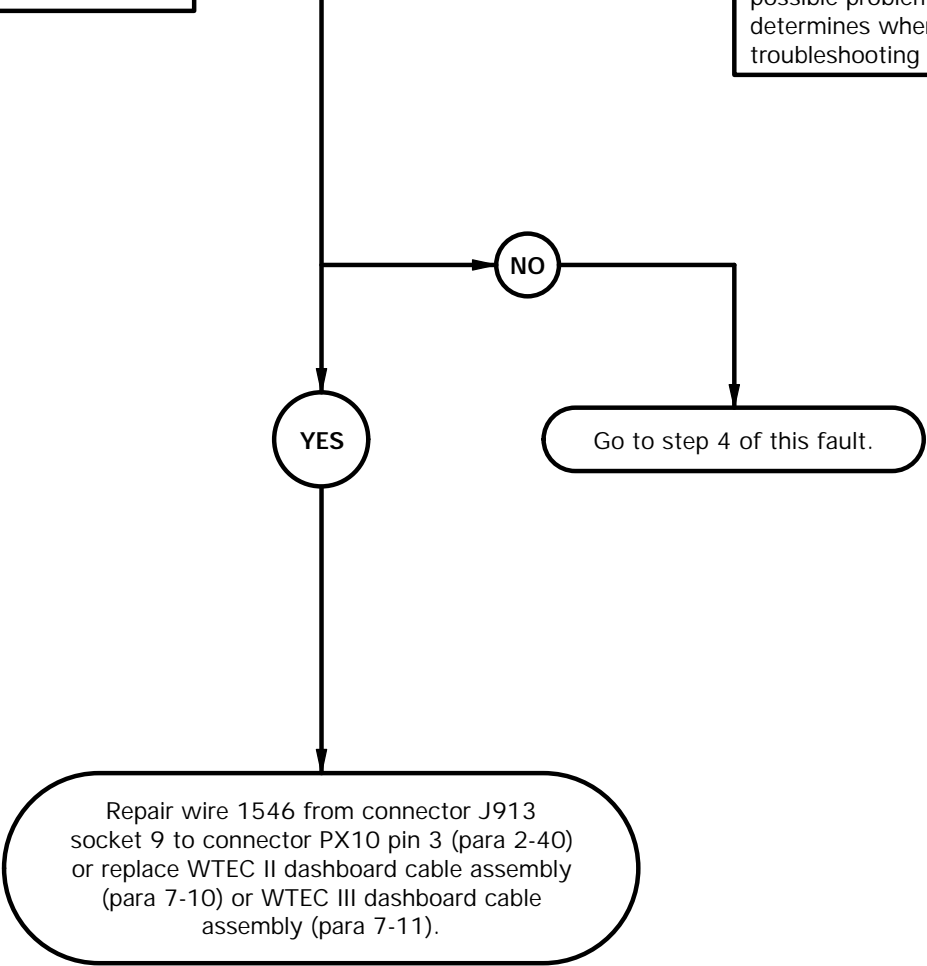 possible problem
determines when
troubleshooting
NO
YES
Go to step 4 of this fault.
Repair wire 1546 from connector J913
socket 9 to connector PX10 pin 3 (para 2-40)
or replace WTEC II dashboard cable assembly
(para 7-10) or WTEC III dashboard cable
assembly (para 7-11).